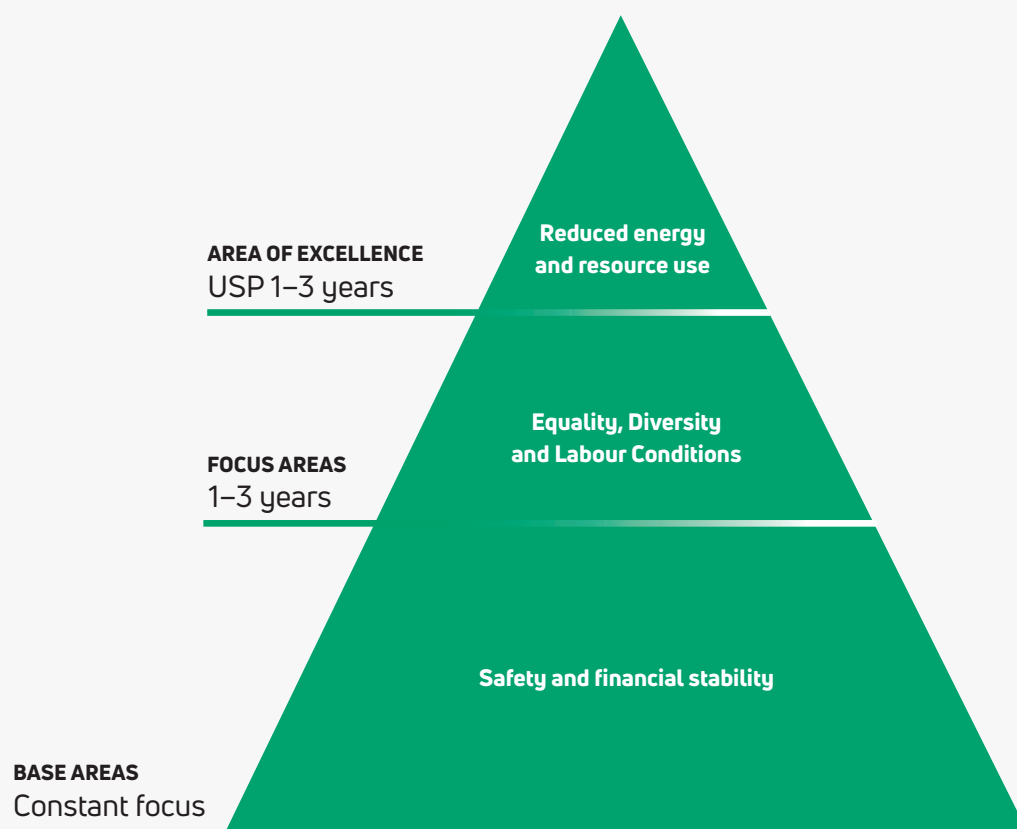 Reduced energy
and resource use
AREA OF EXCELLENCE
USP 1–3 years
Equality, Diversity
and Labour Conditions
FOCUS AREAS
1–3 years
Safety and financial stability
BASE AREAS
Constant focus